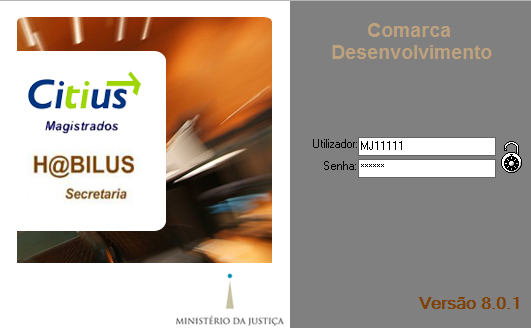 Citius
Magistrados
H@BILUS
Secretaria
MINISTÉRIO DA JUSTIÇA
Comarca
Desenvolvimento
Utilizador: MJ11111
Senha: ××××××
Versão 8.0.1